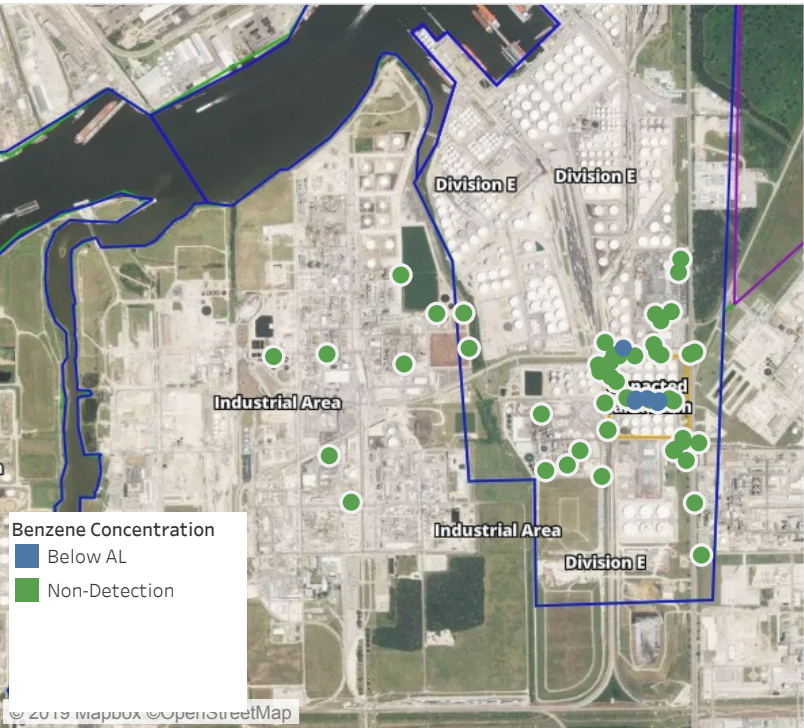 Division E
Division E
Industrial Area
Industrial Area
Division E
Benzene Concentration
Below AL
Non-Detection
© 2019 Mapbox ©OpenStreetMap